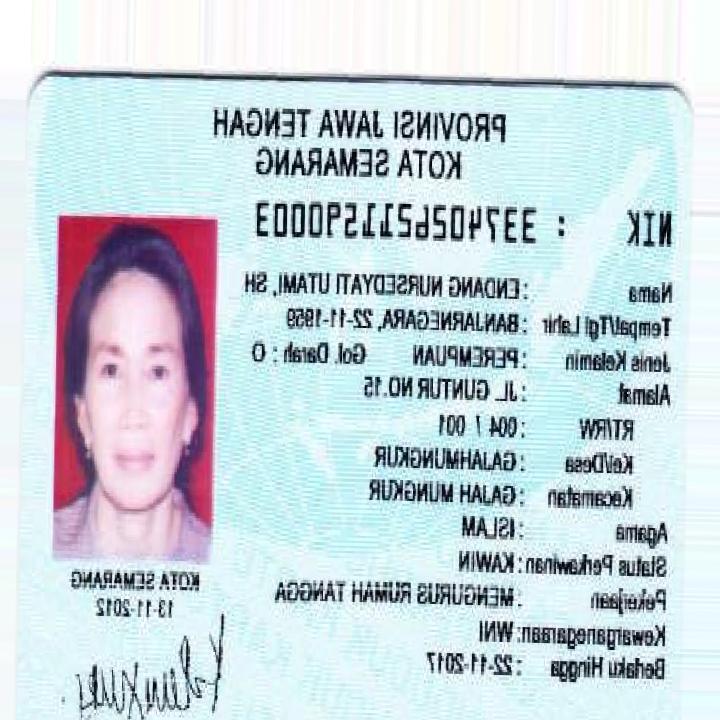 PROVINSI JAWA TENGAH
KOTA SEMARANG
NIK : 3374026211590003
Nama : ENDANG NURSEDYATI UTAMI, SH
Tempat/Tgl Lahir : BANJARNEGARA, 22-11-1959
Jenis Kelamin : PEREMPUAN Gol. Darah : O
Alamat : JL. GUNTUR NO.15
RT/RW : 004 / 001
Kel/Desa : GAJAHMUNGKUR
Kecamatan : GAJAH MUNGKUR
Agama : ISLAM
Status Perkawinan: KAWIN
Pekerjaan : MENGURUS RUMAH TANGGA
Kewarganegaraan: WNI
Berlaku Hingga : 22-11-2017
KOTA SEMARANG
13-11-2012